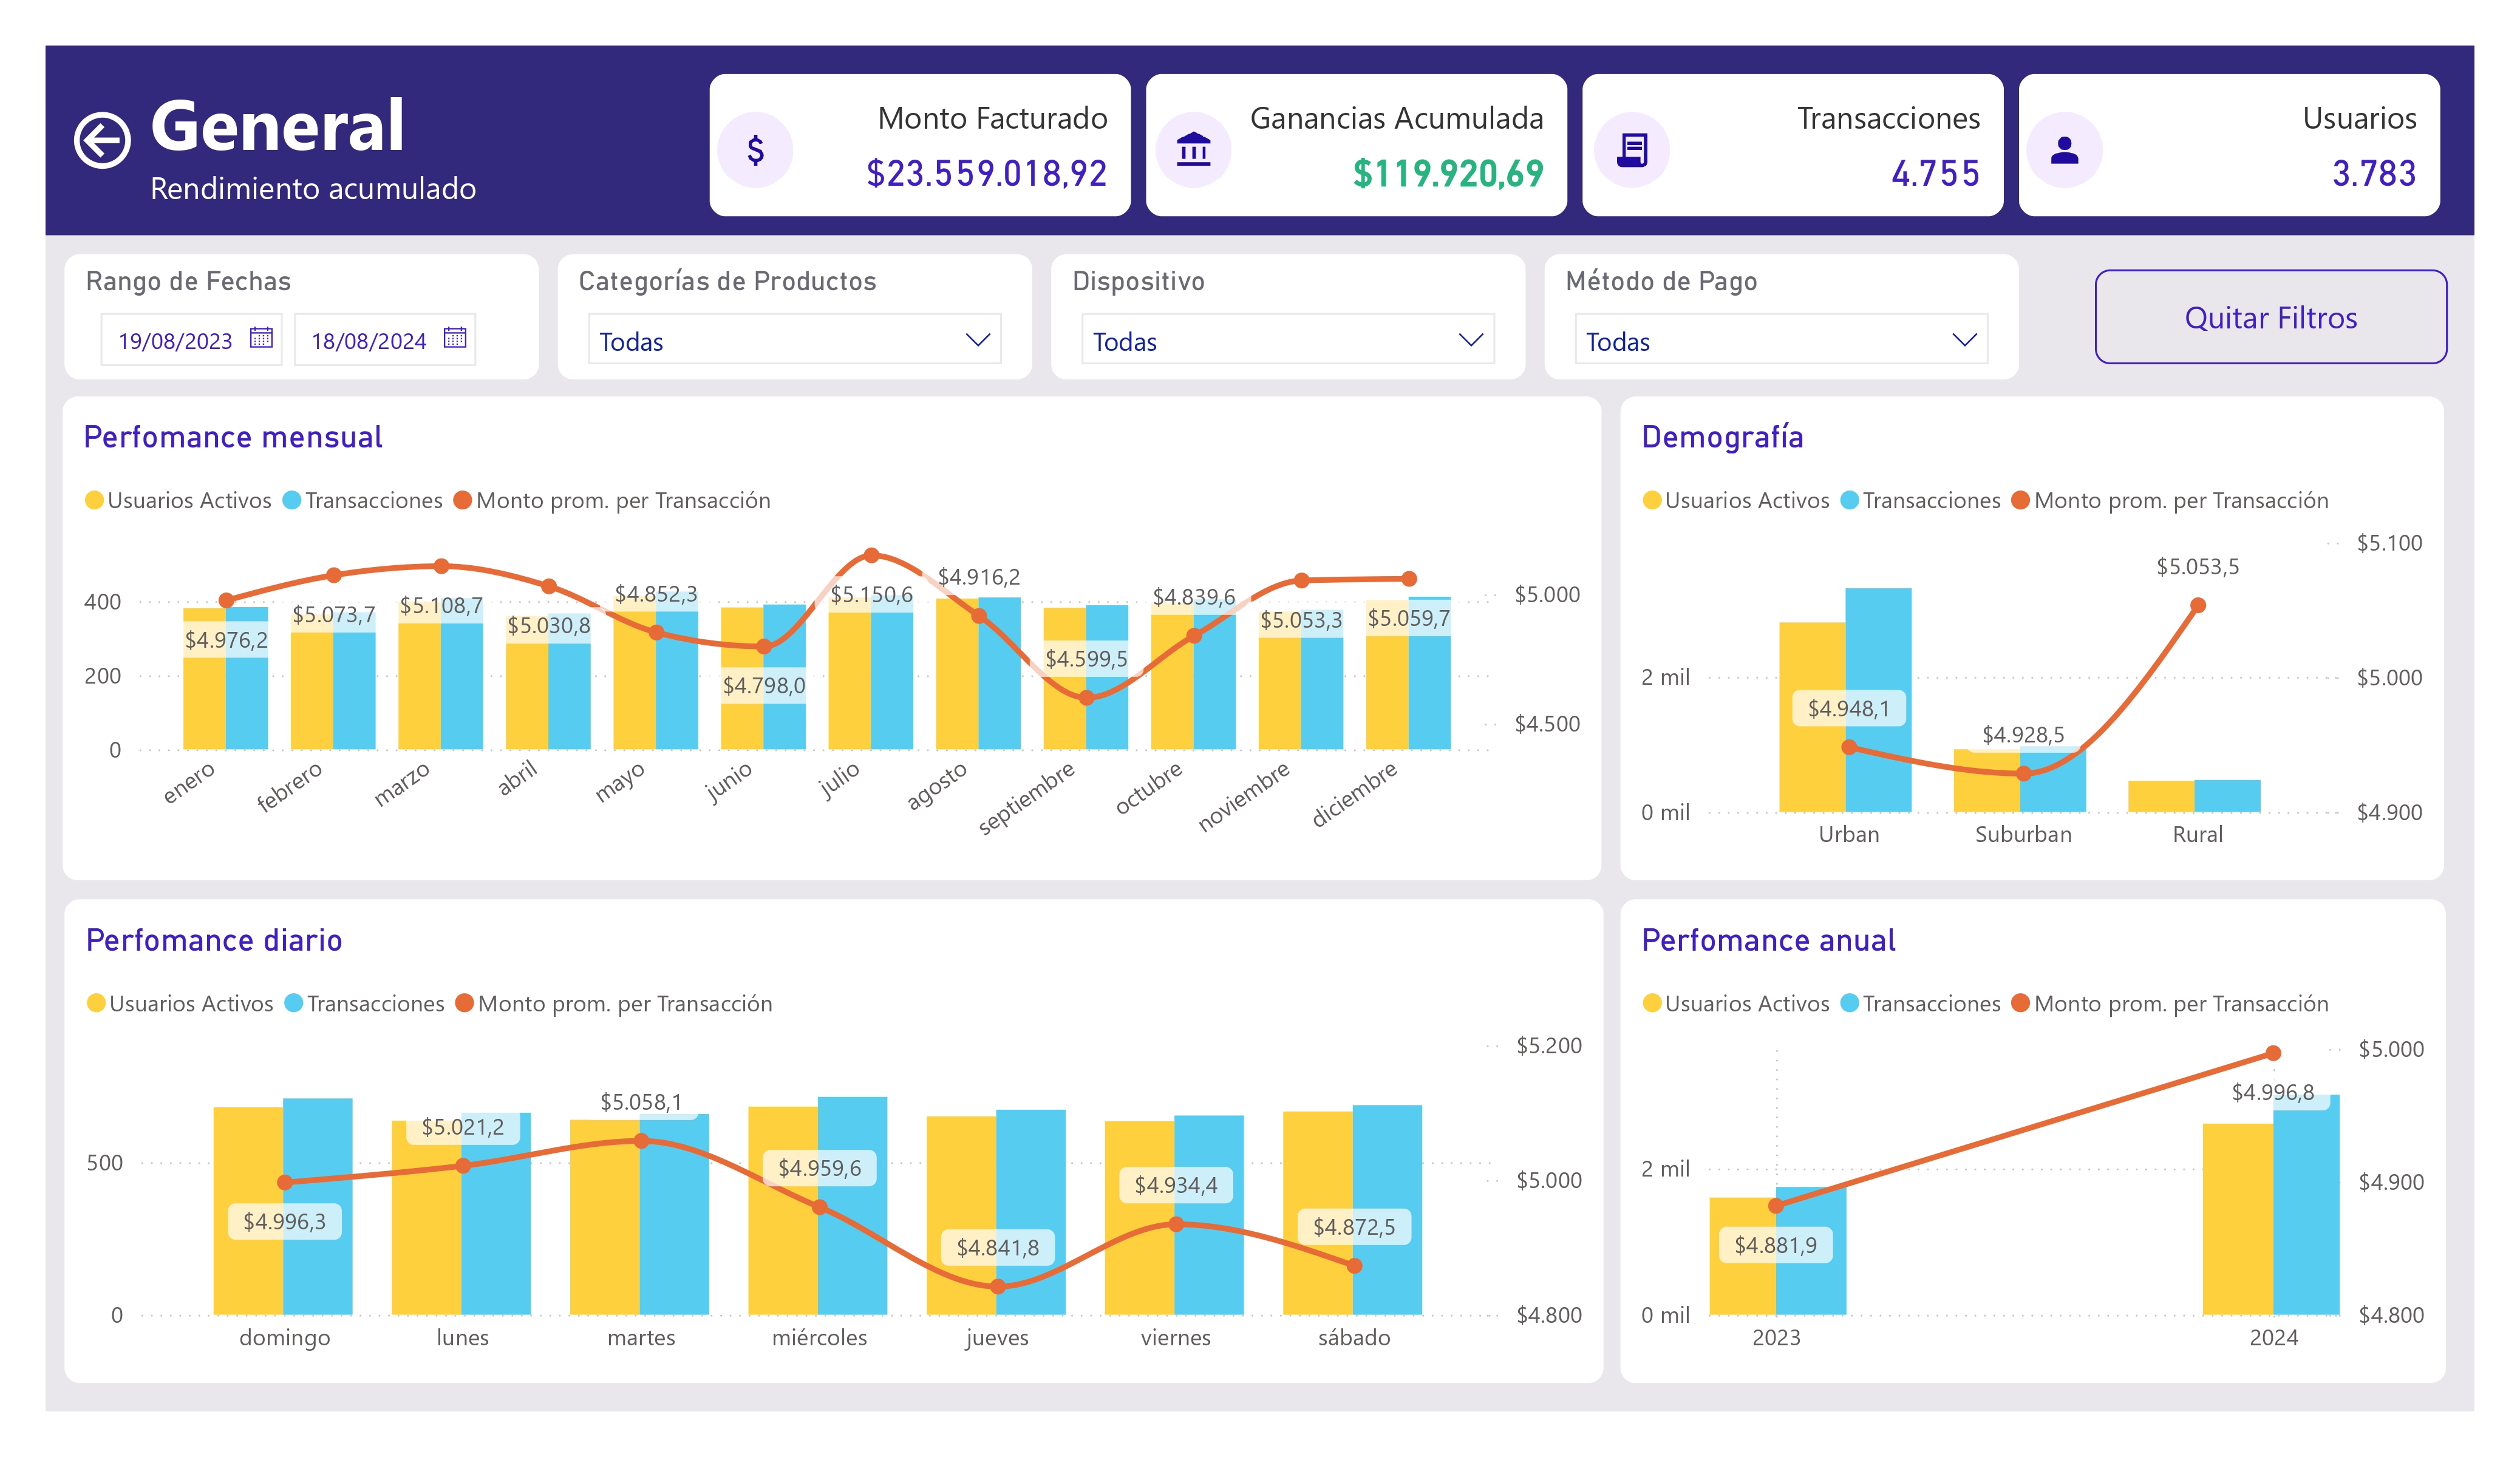 General
Rendimiento acumulado
Monto Facturado
$23.559.018,92
Ganancias Acumulada
$119.920,69
Transacciones
4.755
Usuarios
3.783
Rango de Fechas
19/08/2023
18/08/2024
Categorías de Productos
Todas
Dispositivo
Todas
Método de Pago
Todas
Quitar Filtros
Perfomance mensual
Usuarios Activos Transacciones Monto prom. per Transacción
400
200
0
$4.976,2
$5.073,7
$5.108,7
$5.030,8
$4.852,3
$4.798,0
$5.150,6
$4.916,2
$4.599,5
$4.839,6
$5.053,3
$5.059,7
$5.000
$4.500
enero
febrero
marzo
abril
mayo
junio
julio
agosto
septiembre
octubre
noviembre
diciembre
Demografía
Usuarios Activos Transacciones Monto prom. per Transacción
2 mil
0 mil
$4.948,1
$4.928,5
$5.053,5
$5.100
$5.000
$4.900
Urban
Suburban
Rural
Perfomance diario
Usuarios Activos Transacciones Monto prom. per Transacción
500
0
$4.996,3
$5.021,2
$5.058,1
$4.959,6
$4.841,8
$4.934,4
$4.872,5
$5.200
$5.000
$4.800
domingo
lunes
martes
miércoles
jueves
viernes
sábado
Perfomance anual
Usuarios Activos Transacciones Monto prom. per Transacción
2 mil
0 mil
$4.881,9
$4.996,8
$5.000
$4.900
$4.800
2023
2024